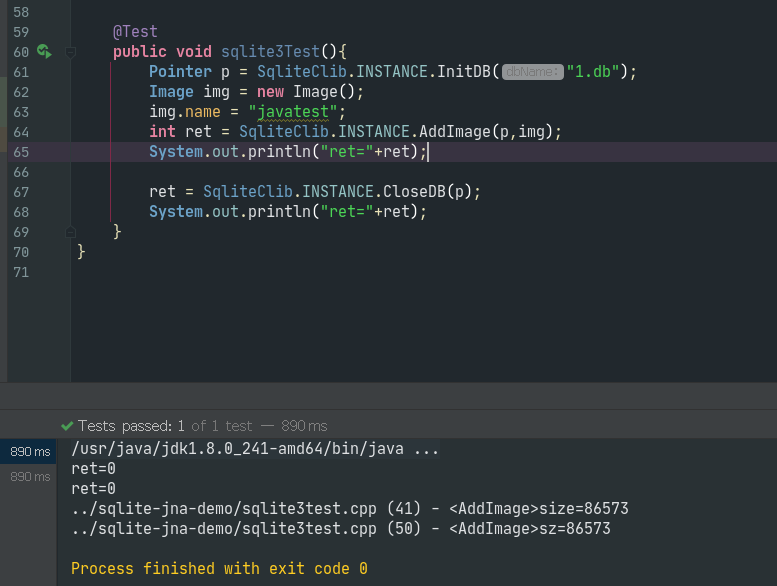 58
59 @Test
60 public void sqlite3Test(){
61 Pointer p = SqliteClib.INSTANCE.InitDB( dbName: "1.db");
62 Image img = new Image();
63 img.name = "javatest";
64 int ret = SqliteClib.INSTANCE.AddImage(p,img);
65 System.out.println("ret="+ret);
66
67 ret = SqliteClib.INSTANCE.CloseDB(p);
68 System.out.println("ret="+ret);
69 }
70 }
71
Tests passed: 1 of 1 test — 890 ms
890 ms /usr/java/jdk1.8.0_241-amd64/bin/java ...
890 ms ret=0
ret=0
../sqlite-jna-demo/sqlite3test.cpp (41) - <AddImage>size=86573
../sqlite-jna-demo/sqlite3test.cpp (50) - <AddImage>sz=86573
Process finished with exit code 0